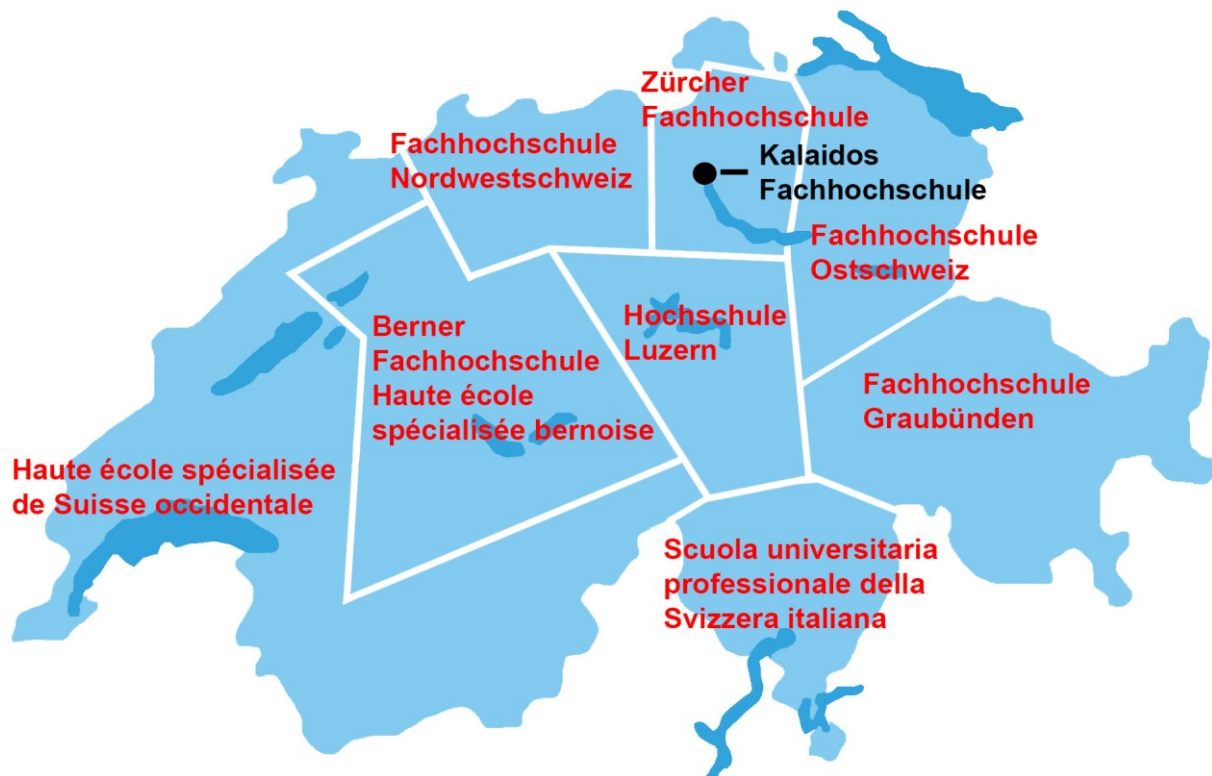 Zürcher
Fachhochschule
Fachhochschule
Nordwestschweiz
Kalaidos
Fachhochschule
Fachhochschule
Ostschweiz
Berner
Fachhochschule
Haute école
spécialisée bernoise
Hochschule
Luzern
Fachhochschule
Graubünden
Haute école spécialisée
de Suisse occidentale
Scuola universitaria
professionale della
Svizzera italiana